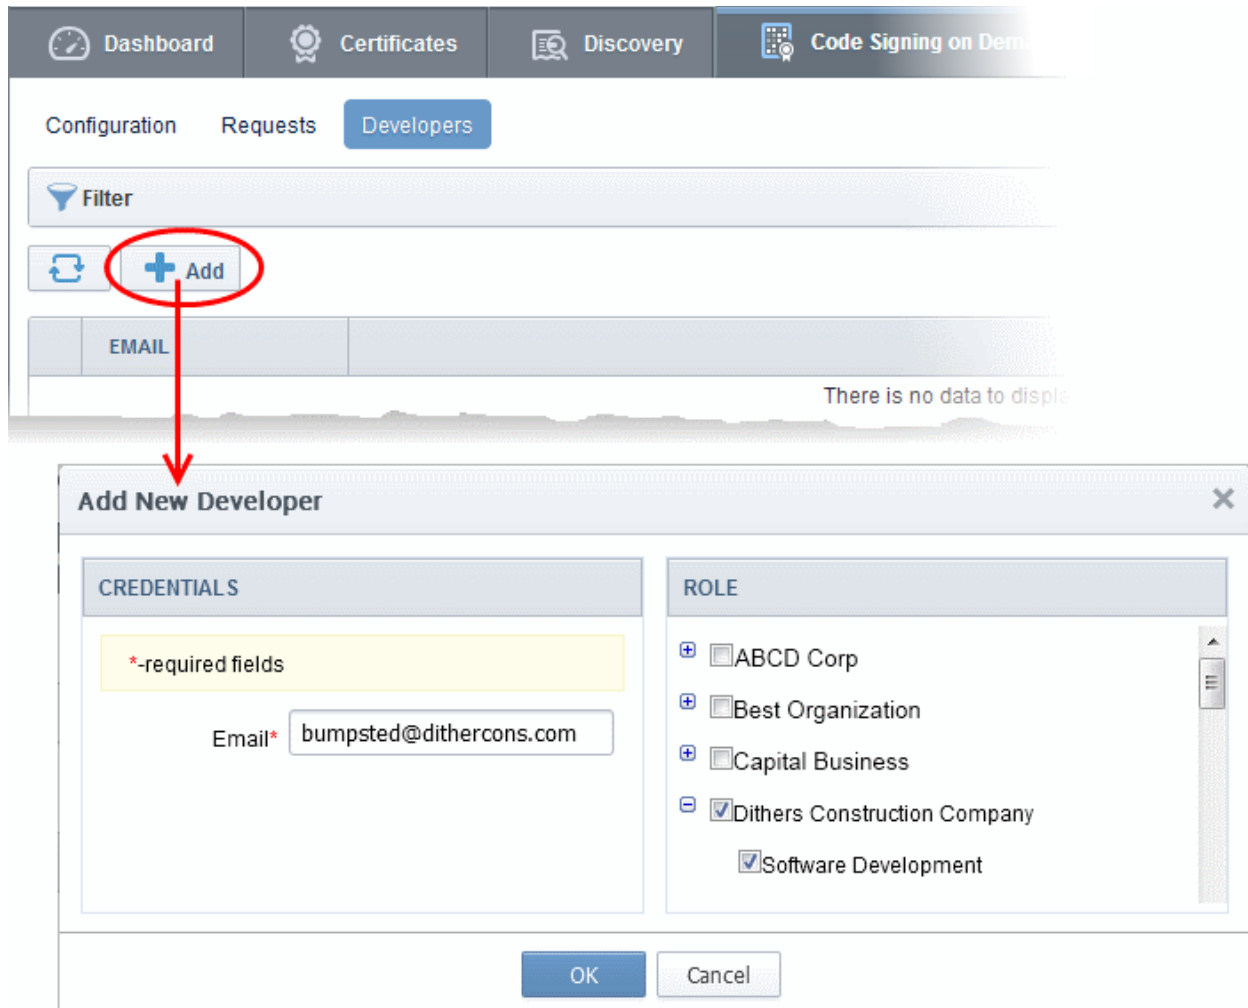 Dashboard Certificates Discovery Code Signing on Dem
Configuration Requests Developers
Filter
Add
EMAIL
There is no data to displa
Add New Developer
CREDENTIALS
*-required fields
Email* bumpsted@dithercons.com
ROLE
ABCD Corp
Best Organization
Capital Business
Dithers Construction Company
Software Development
OK Cancel